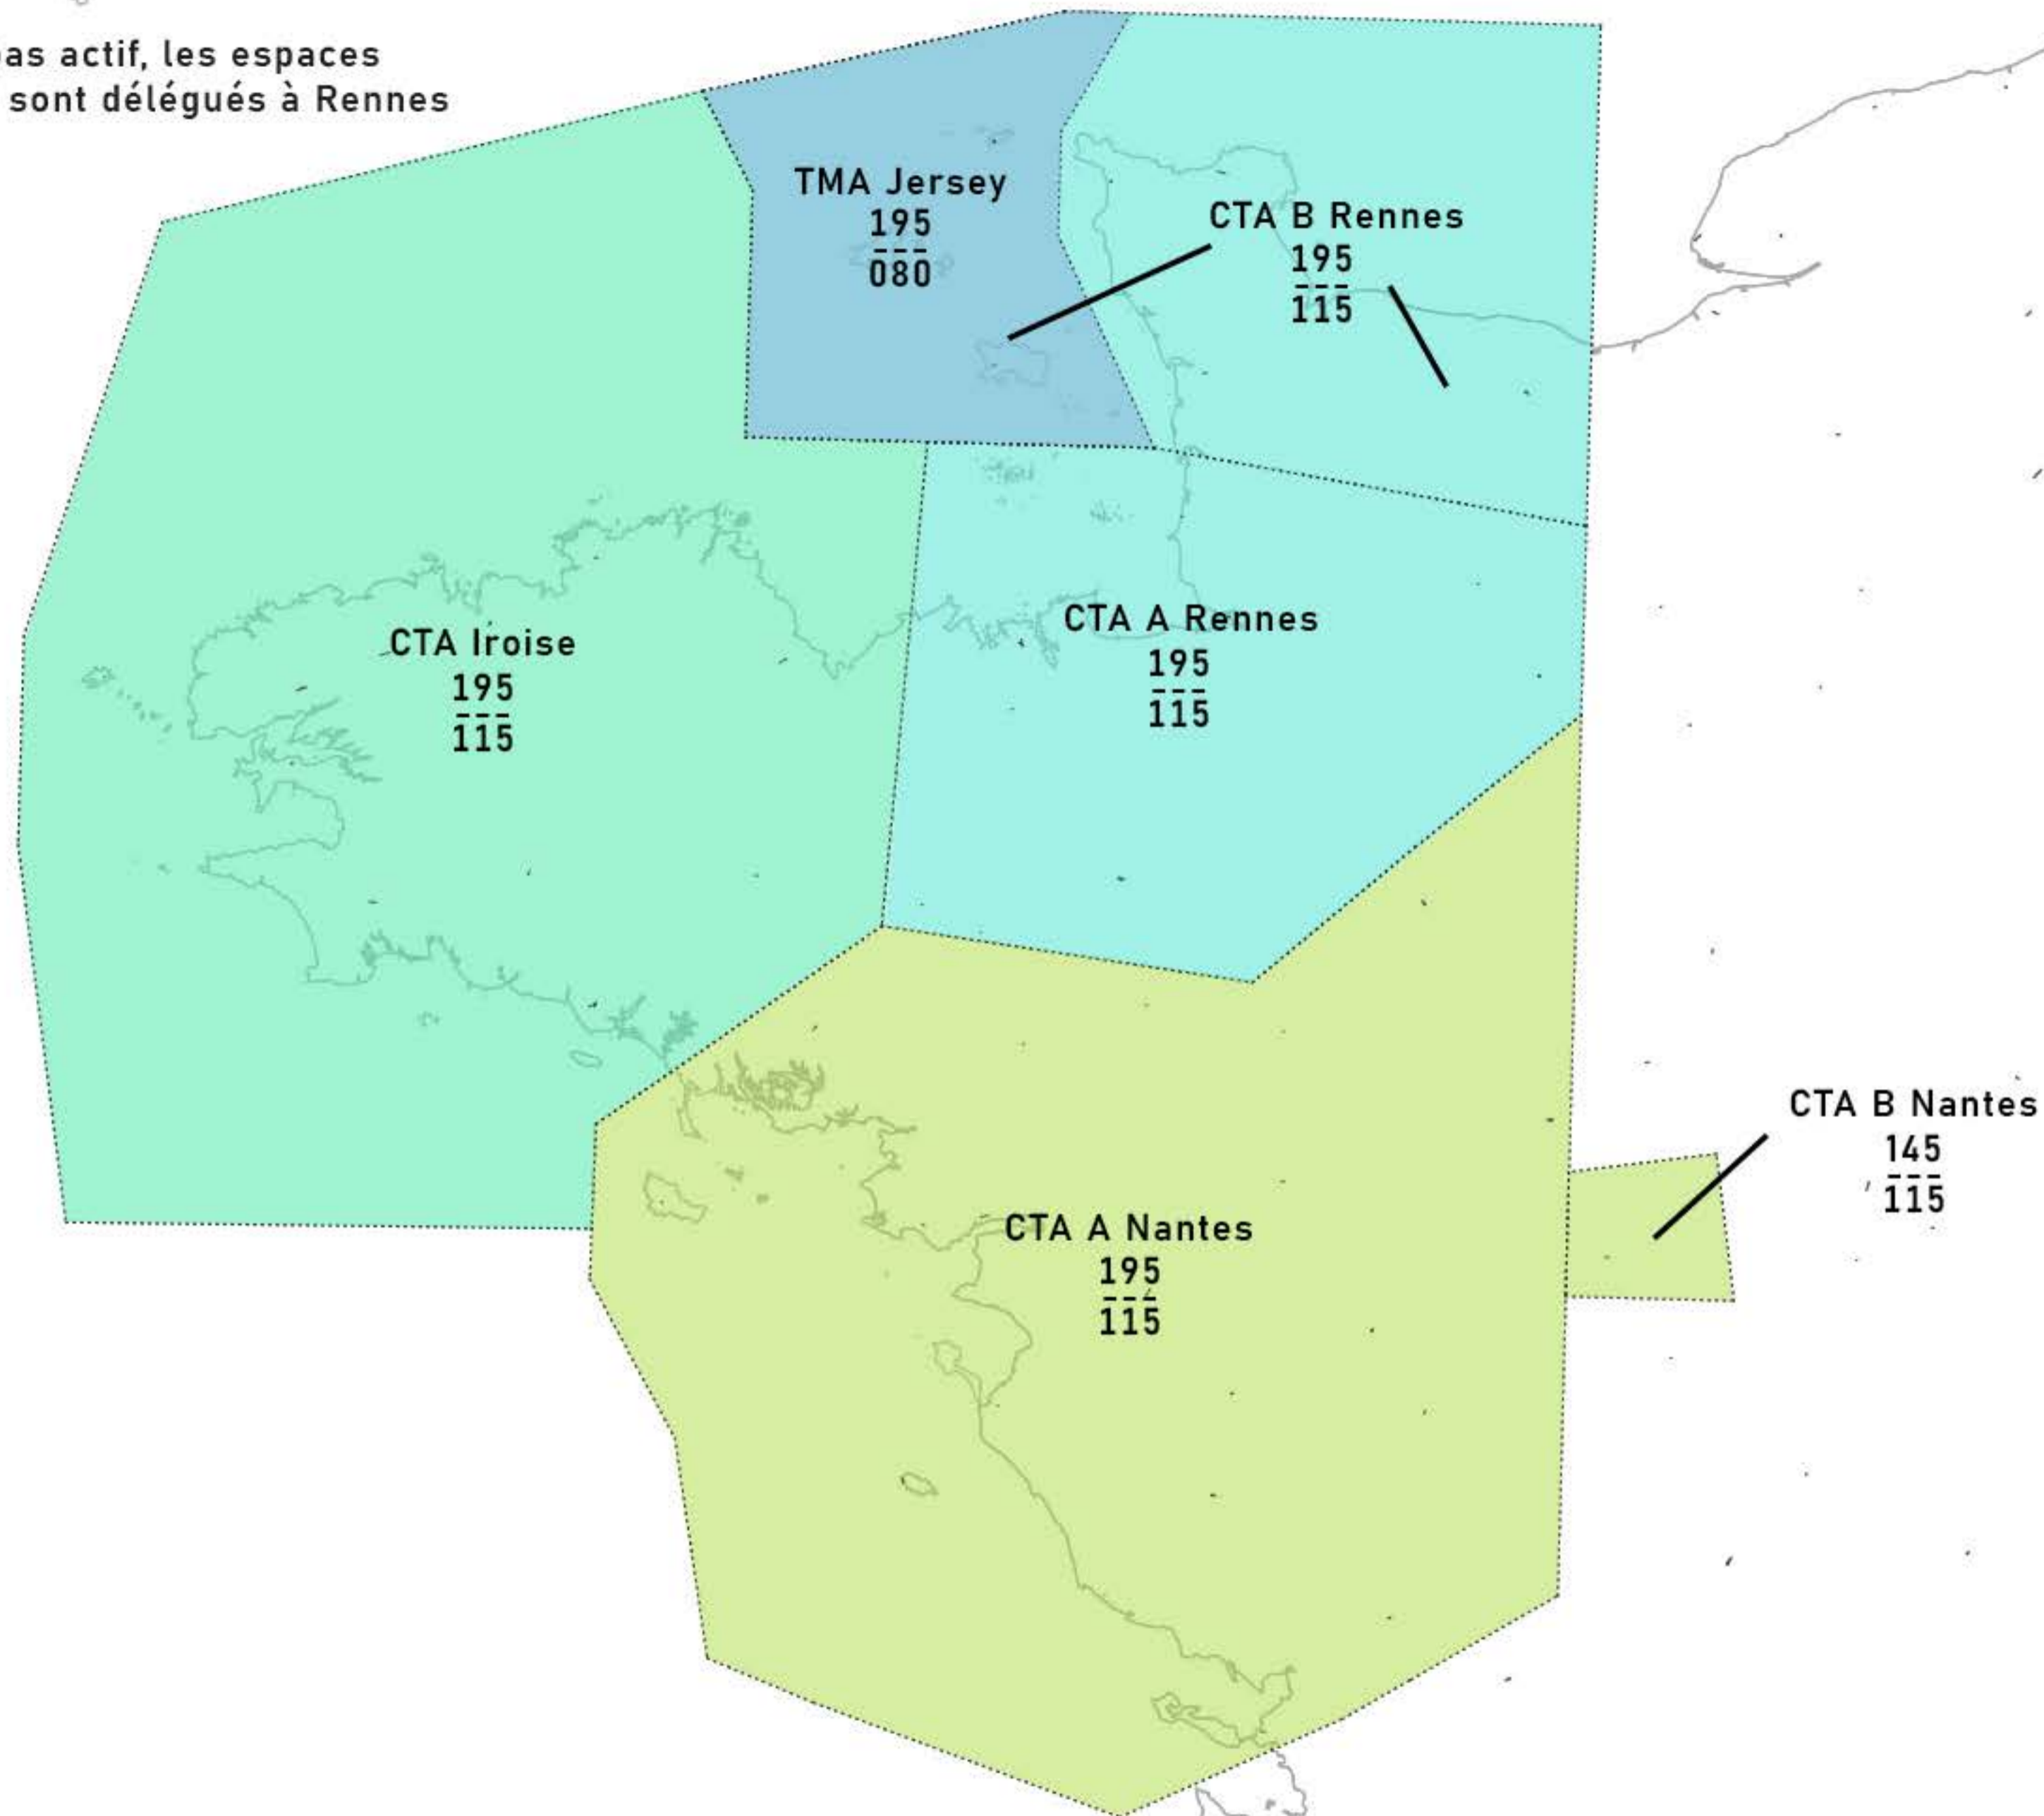 pas actif, les espaces
sont délégués à Rennes
TMA Jersey
195
---
080
CTA B Rennes
195
---
115
CTA Iroise
195
---
115
CTA A Rennes
195
---
115
CTA B Nantes
145
---
115
CTA A Nantes
195
---
115